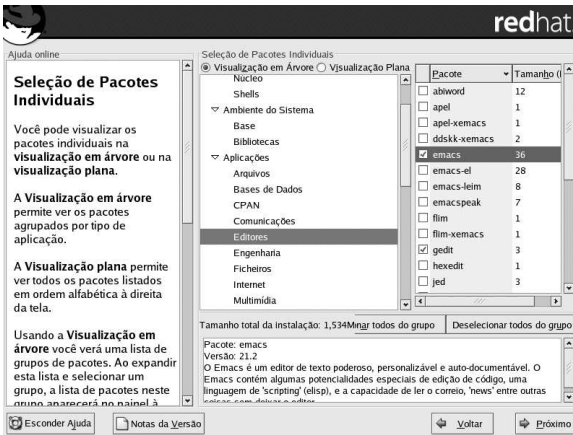 redhat
Ajuda online
Seleção de Pacotes
Individuais
Você pode visualizar os
pacotes individuais na
visualização em árvore ou na
visualização plana.
A Visualização em árvore
permite ver os pacotes
agrupados por tipo de
aplicação.
A Visualização plana permite
ver todos os pacotes listados
em ordem alfabética à direita
da tela.
Usando a Visualização em
árvore você verá uma lista de
grupos de pacotes. Ao expandir
esta lista e selecionar um
grupo, a lista de pacotes neste
grupo aparecerá no painel à
Seleção de Pacotes Individuais
Visualização em Árvore Visualização Plana
Núcleo
Shells
Ambiente do Sistema
Base
Bibliotecas
Aplicações
Arquivos
Bases de Dados
CPAN
Comunicações
Editores
Engenharia
Ficheiros
Internet
Multimídia
Pacote Tamanho (
abiword 12
apel 1
apel-xemacs 1
ddskk-xemacs 2
emacs 36
emacs-el 28
emacs-leim 8
emacspeak 7
flim 1
flim-xemacs 1
gedit 3
hexedit 1
jed 3
Tamanho total da instalação: 1,534M nar todos do grupo Deselecionar todos do grupo
Pacote: emacs
Versão: 21.2
O Emacs é um editor de texto poderoso, personalizável e auto-documentável. O
Emacs contém algumas potencialidades especiais de edição de código, uma
linguagem de 'scripting' (elisp), e a capacidade de ler o correio, 'news' entre outras
coisas sem deixar o editor.
Esconder Ajuda Notas da Versão Voltar Próximo